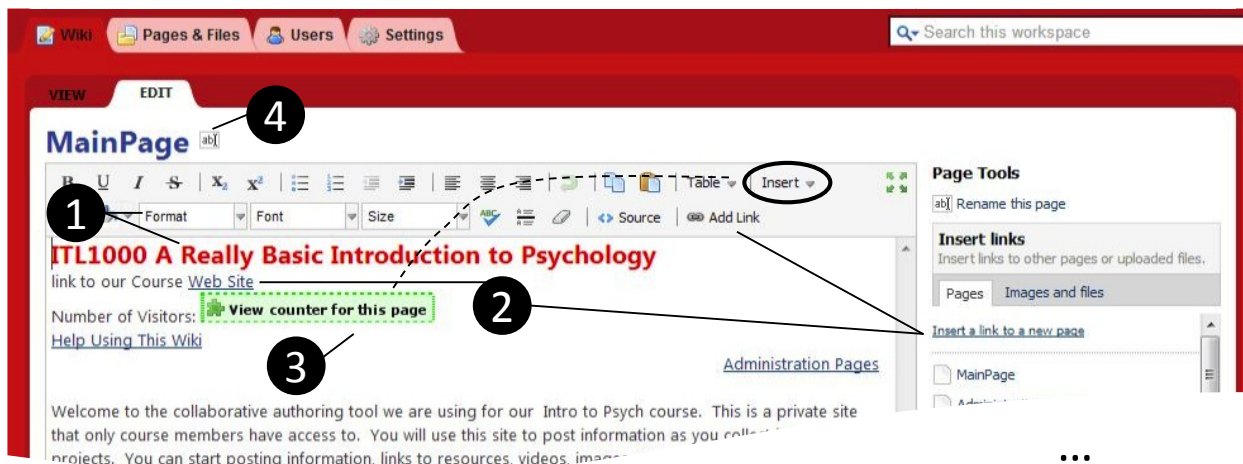 Wiki Pages & Files Users Settings Search this workspace
VIEW EDIT
4
MainPage
B U I S X₂ x² Table Insert
Page Tools
Rename this page
1 Format Font Size ABC Source Add Link
ITL1000 A Really Basic Introduction to Psychology
link to our Course Web Site
2
Number of Visitors: View counter for this page
Help Using This Wiki
3
Administration Pages
Welcome to the collaborative authoring tool we are using for our Intro to Psych course. This is a private site
that only course members have access to. You will use this site to post information as you
projects. You can start posting information, links to resources, videos,
Insert links
Insert links to other pages or uploaded files.
Pages Images and files
Insert a link to a new page
MainPage
...